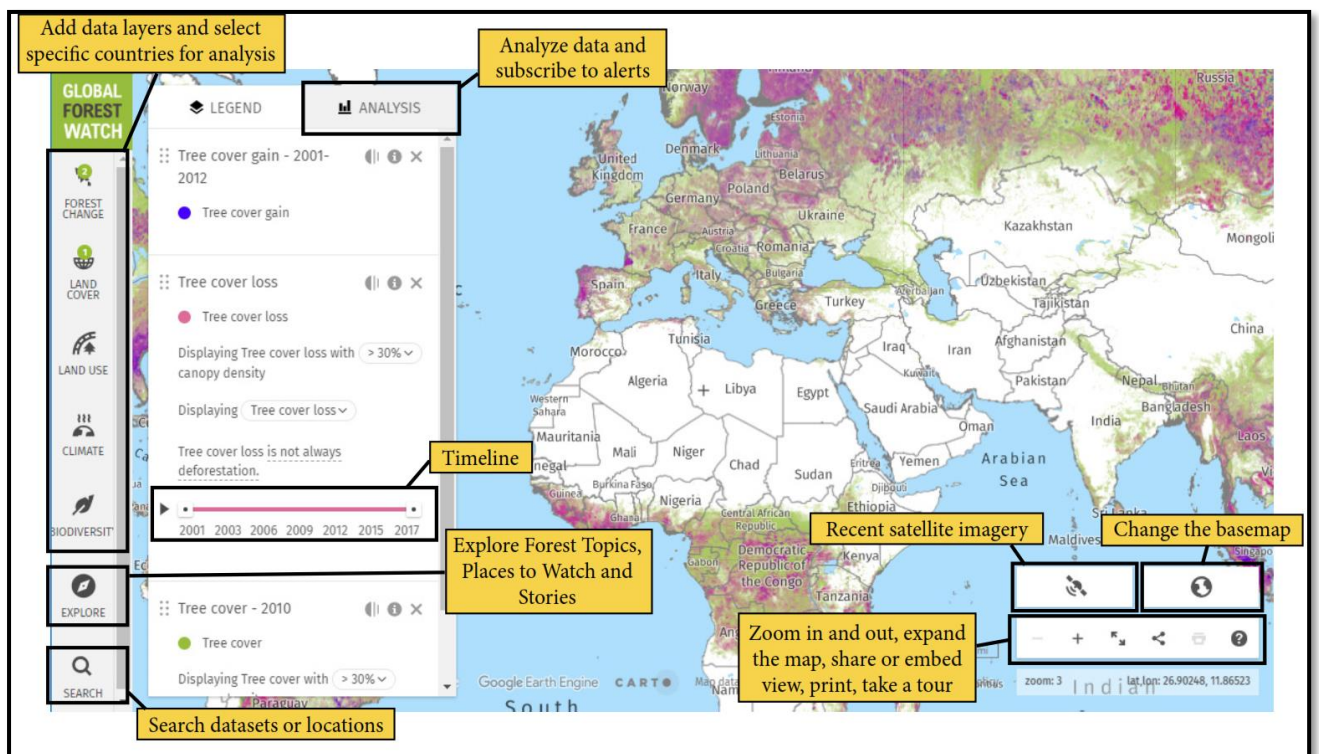 Add data layers and select
specific countries for analysis
Analyze data and
subscribe to alerts
GLOBAL
FOREST
WATCH
LEGEND
ANALYSIS
2
FOREST
CHANGE
1
LAND
COVER
LAND USE
CLIMATE
BIODIVERSIT
EXPLORE
SEARCH
Tree cover gain - 2001-
2012
Tree cover gain
Tree cover loss
Tree cover loss
Displaying Tree cover loss with > 30%
canopy density
Displaying Tree cover loss
Tree cover loss is not always
deforestation.
Timeline
2001 2003 2006 2009 2012 2015 2017
Explore Forest Topics,
Places to Watch and
Stories
Tree cover - 2010
Tree cover
Displaying Tree cover with > 30%
Search datasets or locations
Norway
Russia
Estonia
Denmark
Lithuania
United
Kingdom
Belarus
Poland
Germany
Ukraine
France
Austria
Croatia
Romania
Kazakhstan
Mongoli
Italy
Bulgaria
Spain
Greece
Turkey
Azerbaijan
Uzbekistan
Tajikistan
China
Tunisia
Morocco
Iraq
Iran
Afghanistan
Algeria
Libya
Egypt
Kuwait
Pakistan
Nepal
Bhutan
Western
Sahara
Saudi Arabia
Bangladesh
India
Oman
Laos
Mauritania
Mali
Niger
Chad
Sudan
Eritrea
Yemen
Arabian
Sea
negal
Burkina Faso
Djibouti
Guinea
Nigeria
Ethiopia
Ghana
Central African
Republic
Sri Lanka
Maldives
Democratic
Republic of
the Congo
Gabon
Kenya
Tanzania
Singapo
Recent satellite imagery
Change the basemap
Zoom in and out, expand
the map, share or embed
view, print, take a tour
zoom: 3
lat,lon: 26.90248, 11.86523
Indian
Google Earth Engine
CARTO
Map data
Nam
South
Paraguay